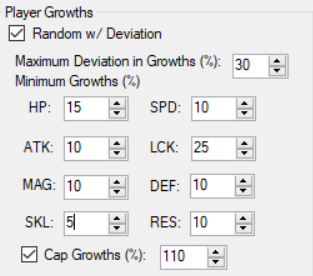 Player Growths
Random w/ Deviation
Maximum Deviation in Growths (%): 30
Minimum Growths (%)
HP: 15 SPD: 10
ATK: 10 LCK: 25
MAG: 10 DEF: 10
SKL: 5 RES: 10
Cap Growths (%): 110